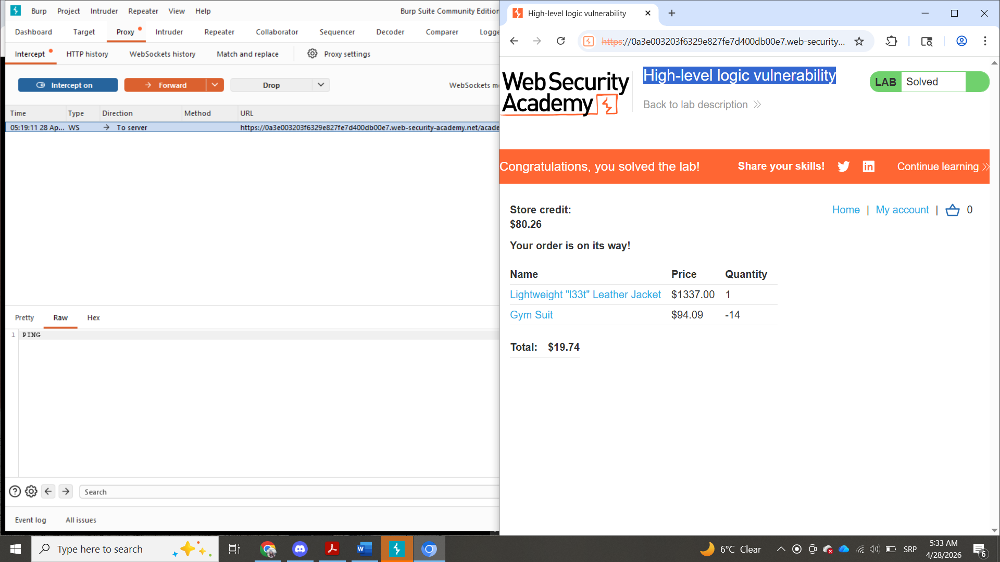 Burp Project Intruder Repeater View Help Burp Suite Community Edition
Dashboard Target Proxy Intruder Repeater Collaborator Sequencer Decoder Comparer Logge
Intercept HTTP history WebSockets history Match and replace Proxy settings
Intercept on Forward Drop WebSockets me
Time Type Direction Method URL
05:19:11 28 Ap... WS To server https://0a3e003203f6329e827fe7d400db00e7.web-security-academy.net/acade
Pretty Raw Hex
1 PING
Search
Event log All issues
High-level logic vulnerability
https://0a3e003203f6329e827fe7d400db00e7.web-security...
WebSecurity
Academy
High-level logic vulnerability
Back to lab description
LAB Solved
Congratulations, you solved the lab! Share your skills! Continue learning
Store credit:
$80.26
Home | My account | 0
Your order is on its way!
Name Price Quantity
Lightweight "l33t" Leather Jacket $1337.00 1
Gym Suit $94.09 -14
Total: $19.74
Type here to search
6°C Clear
SRP
5:33 AM
4/28/2026
6